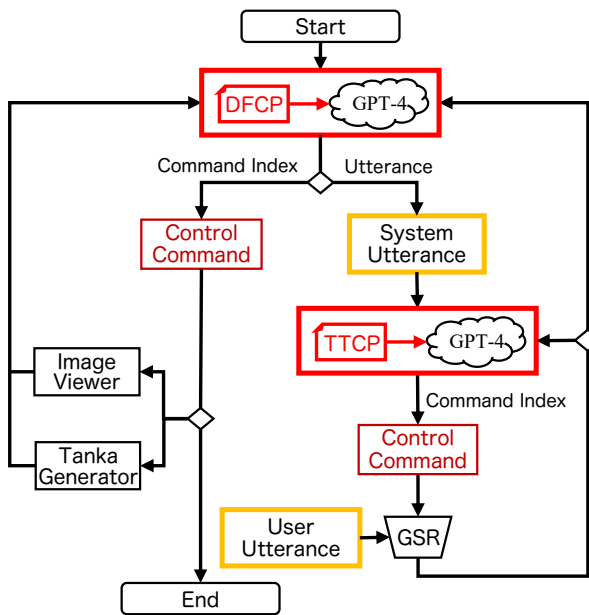 Start
DFCP
GPT-4
Command Index
Utterance
Control
Command
System
Utterance
TTCP
GPT-4
Image
Viewer
Command Index
Tanka
Generator
Control
Command
User
Utterance
GSR
End